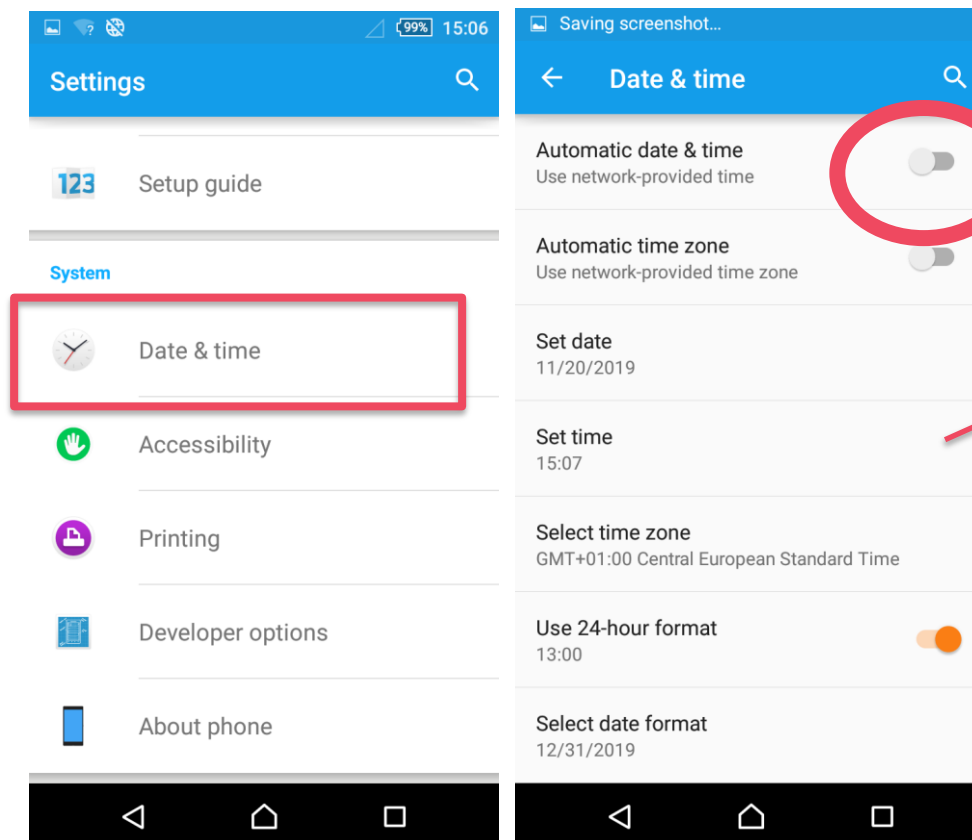 99% 15:06
Settings
123 Setup guide
System
Date & time
Accessibility
Printing
Developer options
About phone
Saving screenshot...
Date & time
Automatic date & time
Use network-provided time
Automatic time zone
Use network-provided time zone
Set date
11/20/2019
Set time
15:07
Select time zone
GMT+01:00 Central European Standard Time
Use 24-hour format
13:00
Select date format
12/31/2019